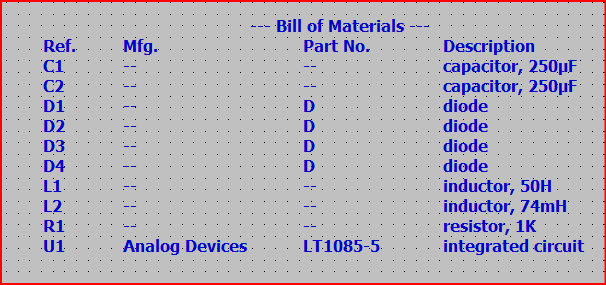 --- Bill of Materials ---
Ref. Mfg. Part No. Description
C1 -- -- capacitor, 250µF
C2 -- -- capacitor, 250µF
D1 -- D diode
D2 -- D diode
D3 -- D diode
D4 -- D diode
L1 -- -- inductor, 50H
L2 -- -- inductor, 74mH
R1 -- -- resistor, 1K
U1 Analog Devices LT1085-5 integrated circuit